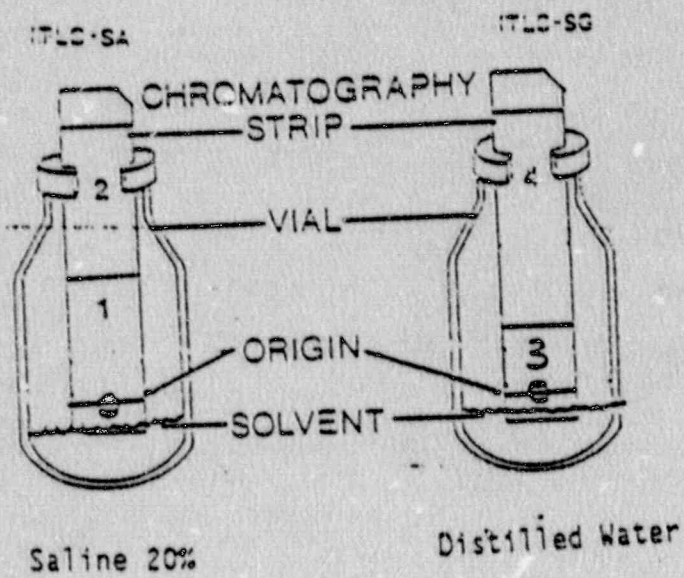 ITLC-SA
ITLC-SG
CHROMATOGRAPHY
STRIP
2
4
VIAL
1
3
ORIGIN
SOLVENT
Saline 20%
Distilled Water